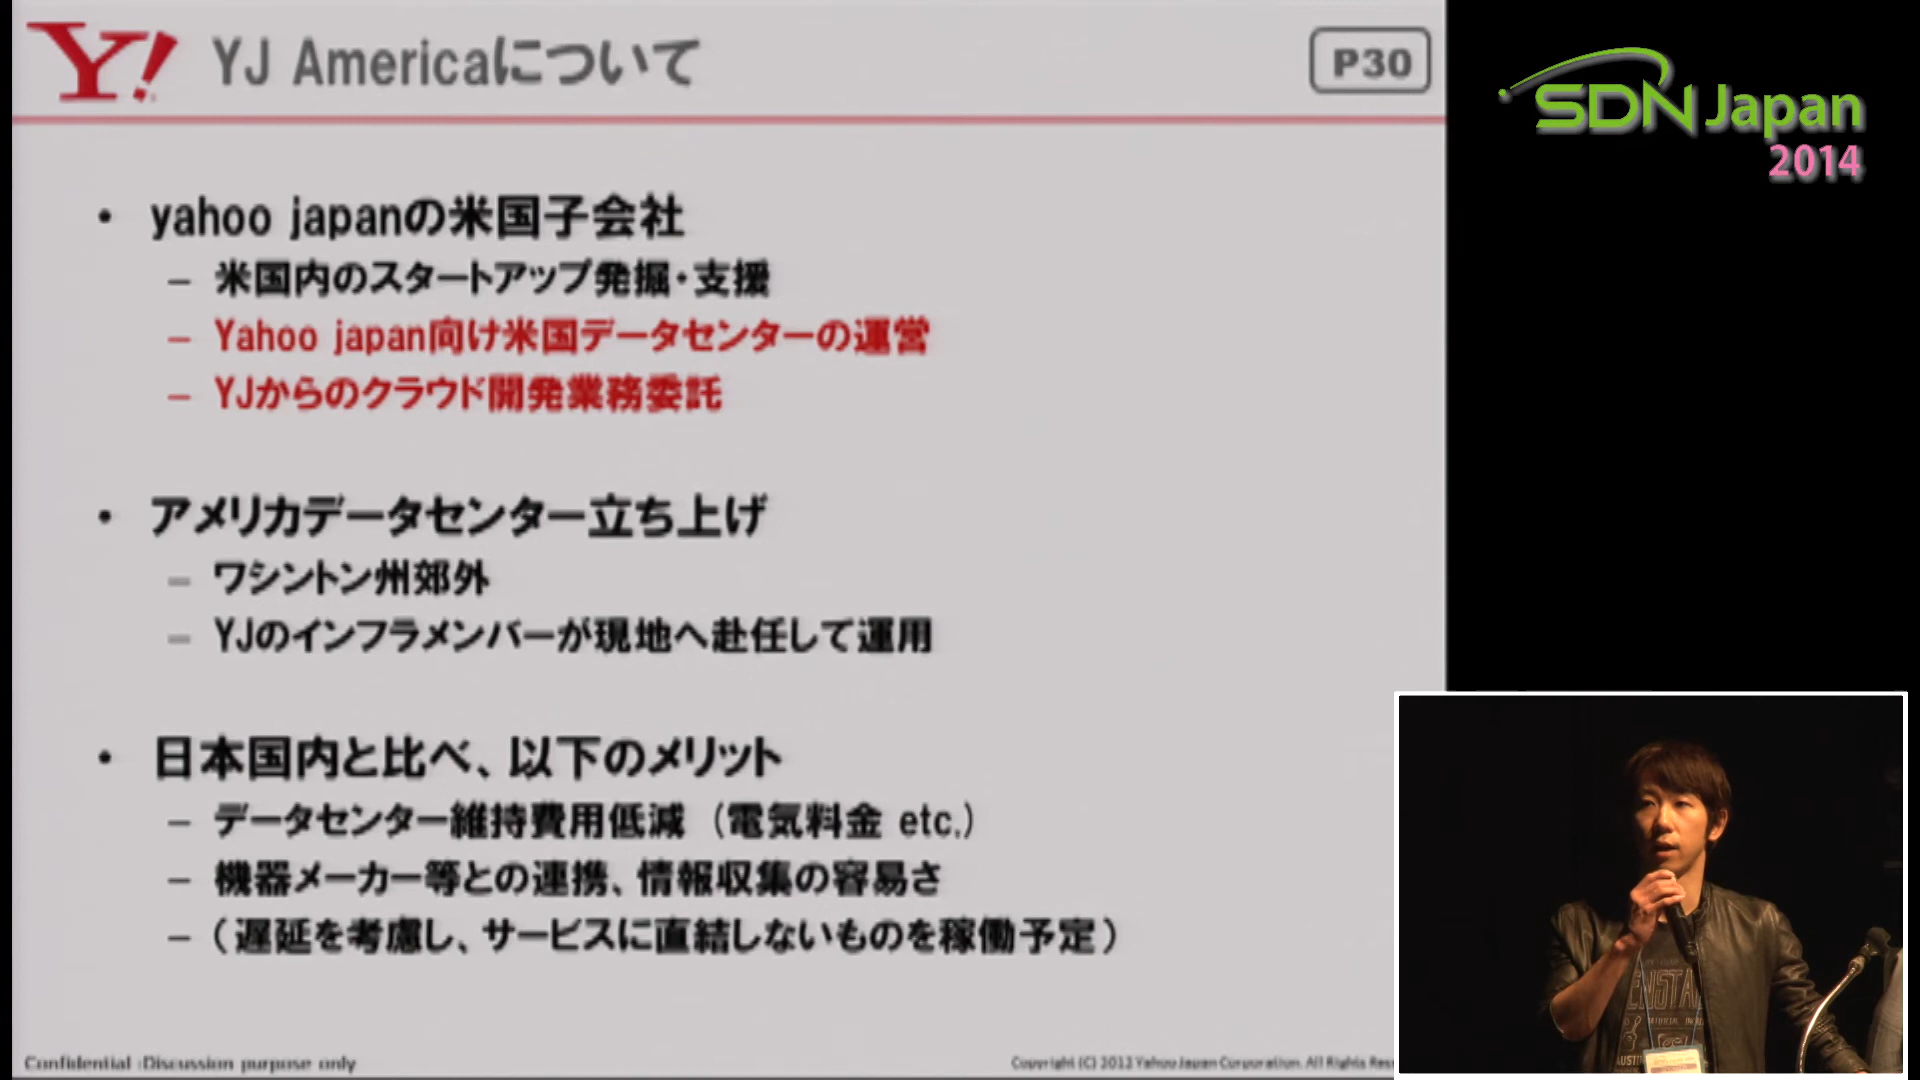 Y!
YJ Americaについて
P30
SDN Japan
2014
• yahoo japanの米国子会社
– 米国内のスタートアップ発掘・支援
– Yahoo japan向け米国データセンターの運営
– YJからのクラウド開発業務委託
• アメリカデータセンター立ち上げ
– ワシントン州郊外
– YJのインフラメンバーが現地へ赴任して運用
• 日本国内と比べ、以下のメリット
– データセンター維持費用低減 (電気料金 etc.)
– 機器メーカー等との連携、情報収集の容易さ
– (遅延を考慮し、サービスに直結しないものを稼働予定)
Confidential :Discussion purpose only
Copyright (C) 2012 Yahoo Japan Corporation. All Rights